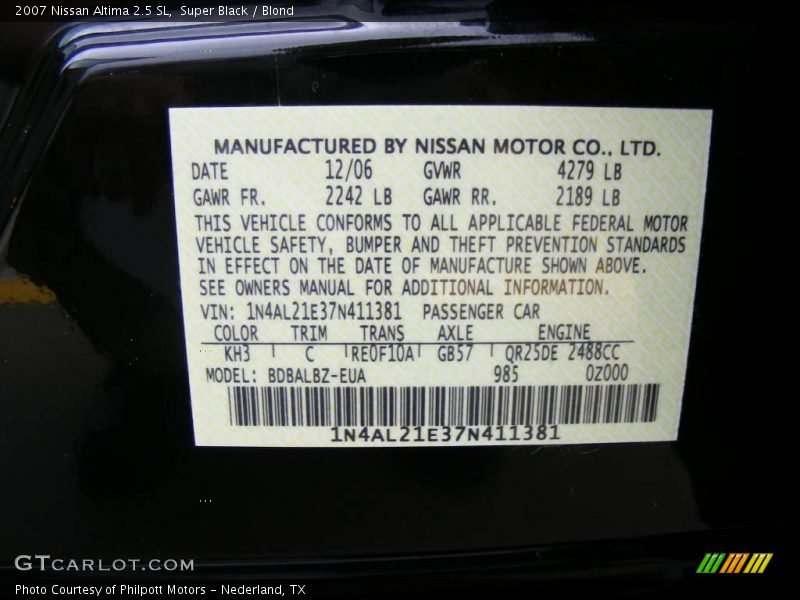 2007 Nissan Altima 2.5 SL, Super Black / Blond
MANUFACTURED BY NISSAN MOTOR CO., LTD.
DATE 12/06 GVWR 4279 LB
GAWR FR. 2242 LB GAWR RR. 2189 LB
THIS VEHICLE CONFORMS TO ALL APPLICABLE FEDERAL MOTOR
VEHICLE SAFETY, BUMPER AND THEFT PREVENTION STANDARDS
IN EFFECT ON THE DATE OF MANUFACTURE SHOWN ABOVE.
SEE OWNERS MANUAL FOR ADDITIONAL INFORMATION.
VIN: 1N4AL21E37N411381 PASSENGER CAR
COLOR TRIM TRANS AXLE ENGINE
KH3 C RE0F10A GB57 QR25DE 2488CC
MODEL: BDBALBZ-EUA 985 0Z000
1N4AL21E37N411381
GTCARLOT.COM
Photo Courtesy of Philpott Motors - Nederland, TX